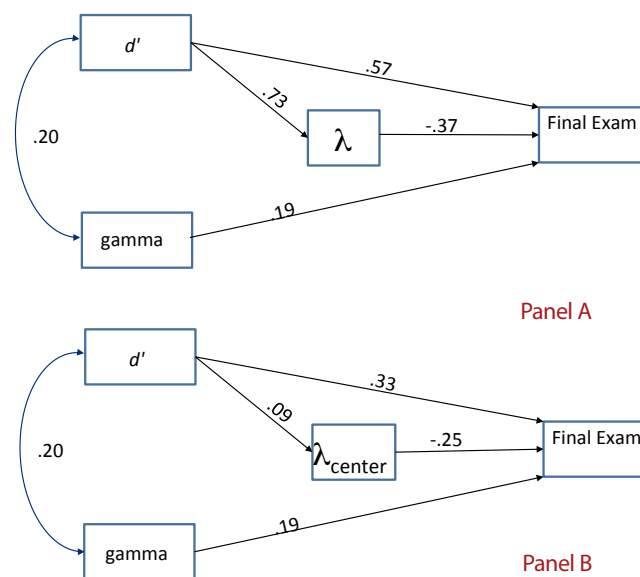 d'
.57
.73
.20
λ
-.37
Final Exam
.19
gamma
Panel A
d'
.33
.09
.20
λcenter
-.25
Final Exam
.19
gamma
Panel B